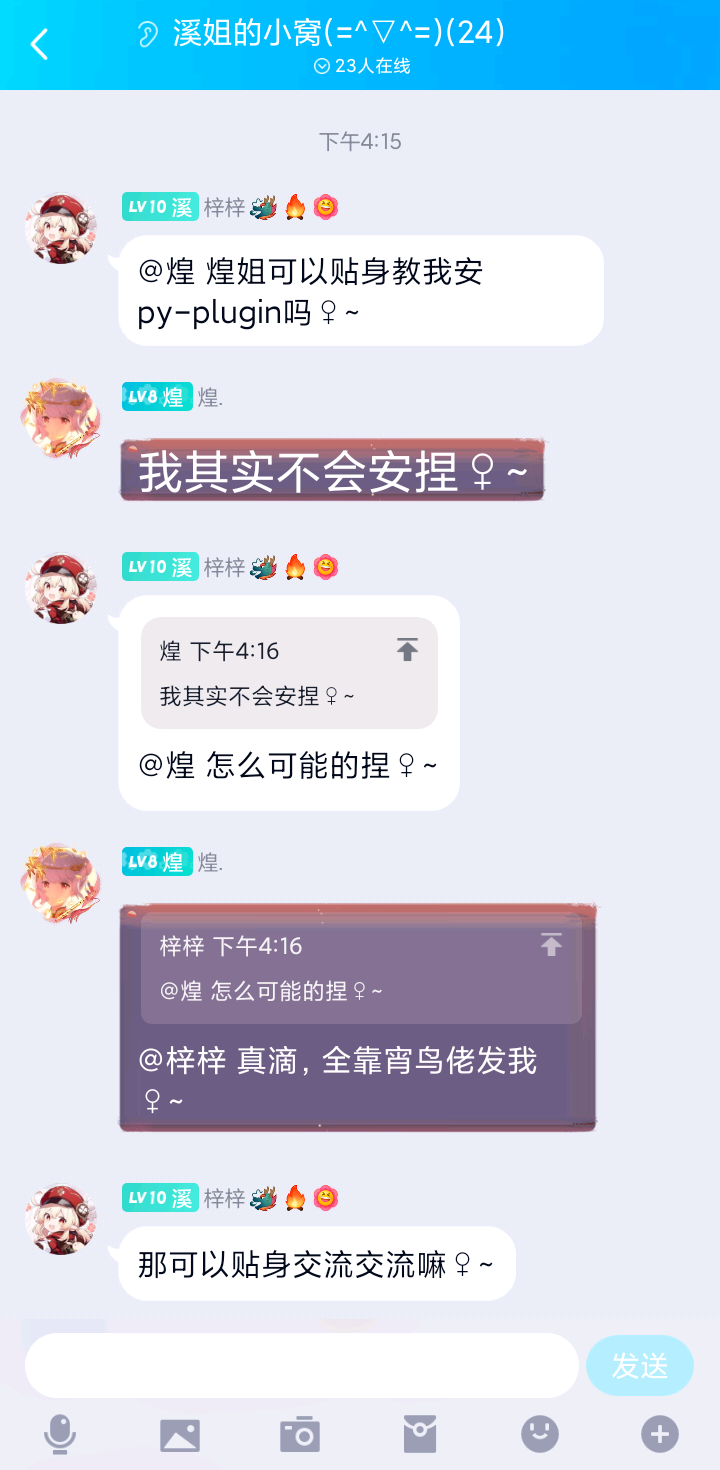 溪姐的小窝(=^▽^=)(24)
23人在线
下午4:15
LV10 溪 梓梓
@煌 煌姐可以贴身教我安
py-plugin吗♀~
LV8 煌 煌.
我其实不会安捏♀~
LV10 溪 梓梓
煌 下午4:16
我其实不会安捏♀~
@煌 怎么可能的捏♀~
LV8 煌 煌.
梓梓 下午4:16
@煌 怎么可能的捏♀~
@梓梓 真滴，全靠宵鸟佬发我
♀~
LV10 溪 梓梓
那可以贴身交流交流嘛♀~
发送